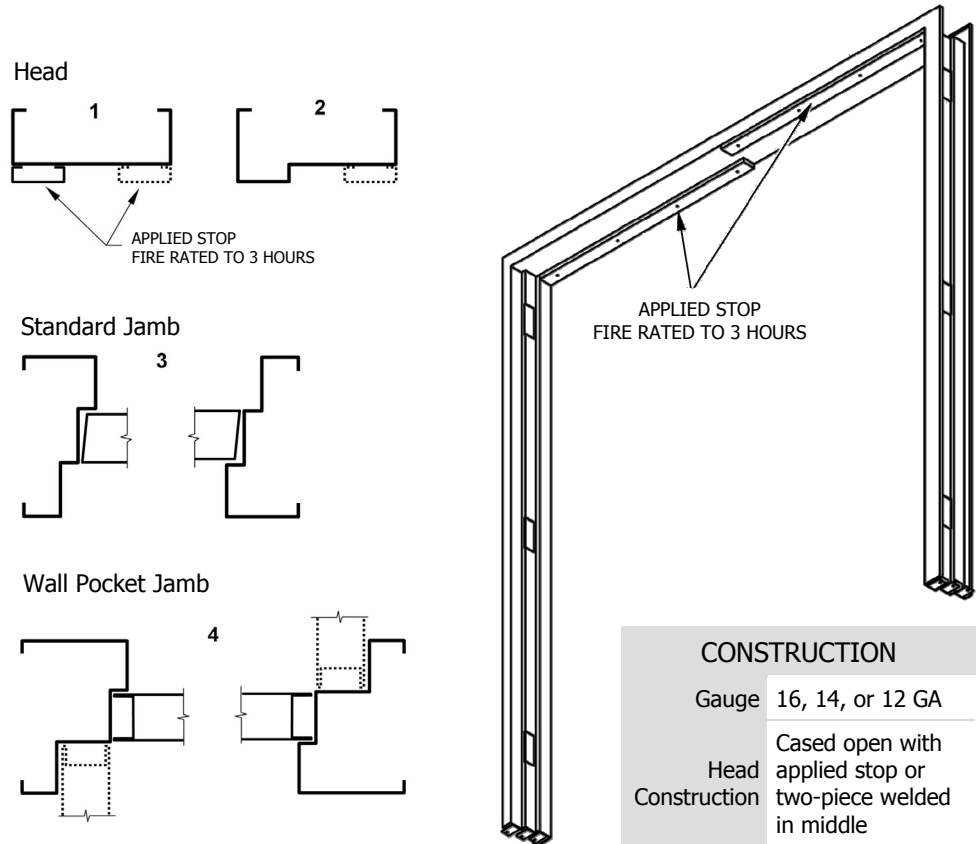 Head
1
2
APPLIED STOP
FIRE RATED TO 3 HOURS
Standard Jamb
3
Wall Pocket Jamb
4
APPLIED STOP
FIRE RATED TO 3 HOURS
CONSTRUCTION
Gauge 16, 14, or 12 GA
Head Construction
Cased open with
applied stop or
two-piece welded
in middle